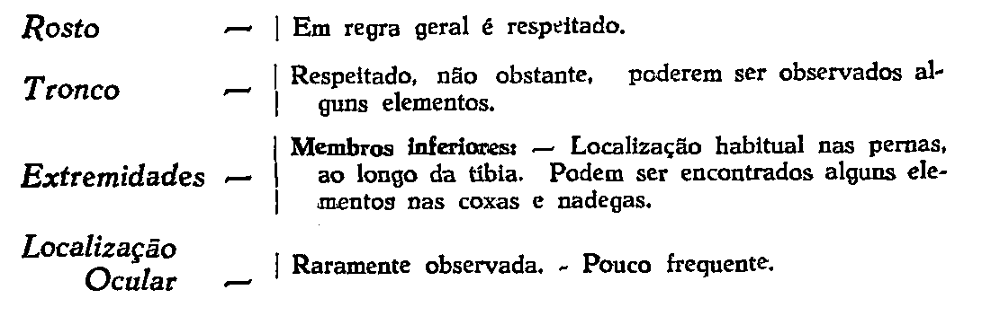 Rosto — | Em regra geral é respeitado.
Tronco — | Respeitado, não obstante, poderem ser observados al-
guns elementos.
Membros inferiores: — Localização habitual nas pernas,
Extremidades — | ao longo da tíbia. Podem ser encontrados alguns ele-
mentos nas coxas e nadegas.
Localização
Ocular — | Raramente observada. - Pouco frequente.